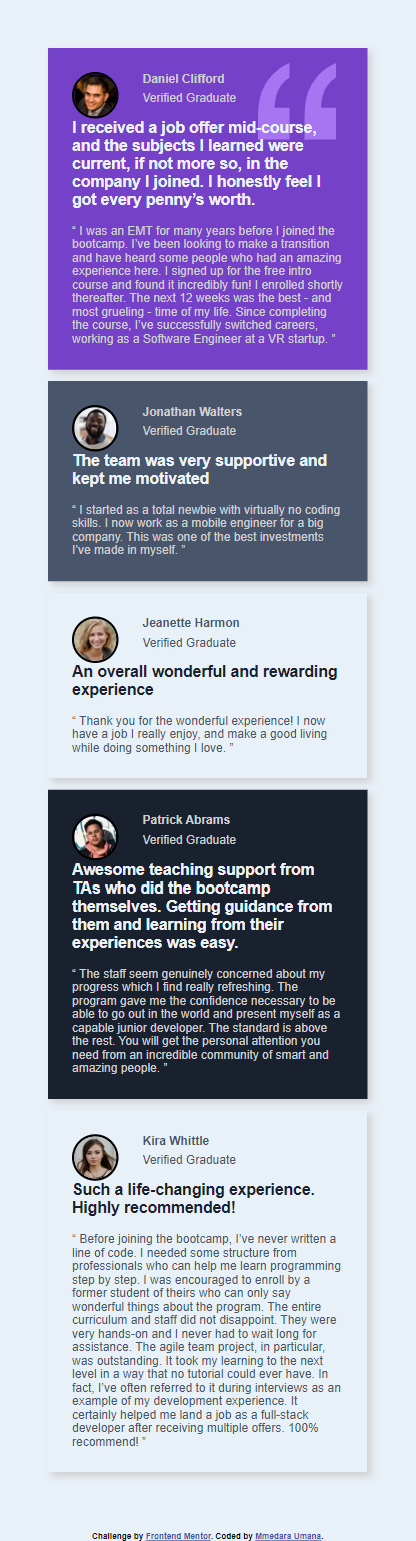 Daniel Clifford
Verified Graduate
I received a job offer mid-course,
and the subjects I learned were
current, if not more so, in the
company I joined. I honestly feel I
got every penny’s worth.
“ I was an EMT for many years before I joined the
bootcamp. I’ve been looking to make a transition
and have heard some people who had an amazing
experience here. I signed up for the free intro
course and found it incredibly fun! I enrolled shortly
thereafter. The next 12 weeks was the best - and
most grueling - time of my life. Since completing
the course, I’ve successfully switched careers,
working as a Software Engineer at a VR startup. ”
Jonathan Walters
Verified Graduate
The team was very supportive and
kept me motivated
“ I started as a total newbie with virtually no coding
skills. I now work as a mobile engineer for a big
company. This was one of the best investments
I’ve made in myself. ”
Jeanette Harmon
Verified Graduate
An overall wonderful and rewarding
experience
“ Thank you for the wonderful experience! I now
have a job I really enjoy, and make a good living
while doing something I love. ”
Patrick Abrams
Verified Graduate
Awesome teaching support from
TAs who did the bootcamp
themselves. Getting guidance from
them and learning from their
experiences was easy.
“ The staff seem genuinely concerned about my
progress which I find really refreshing. The
program gave me the confidence necessary to be
able to go out in the world and present myself as a
capable junior developer. The standard is above
the rest. You will get the personal attention you
need from an incredible community of smart and
amazing people. ”
Kira Whittle
Verified Graduate
Such a life-changing experience.
Highly recommended!
“ Before joining the bootcamp, I’ve never written a
line of code. I needed some structure from
professionals who can help me learn programming
step by step. I was encouraged to enroll by a
former student of theirs who can only say
wonderful things about the program. The entire
curriculum and staff did not disappoint. They were
very hands-on and I never had to wait long for
assistance. The agile team project, in particular,
was outstanding. It took my learning to the next
level in a way that no tutorial could ever have. In
fact, I’ve often referred to it during interviews as an
example of my development experience. It
certainly helped me land a job as a full-stack
developer after receiving multiple offers. 100%
recommend! ”
Challenge by Frontend Mentor. Coded by Mmedara Umana.